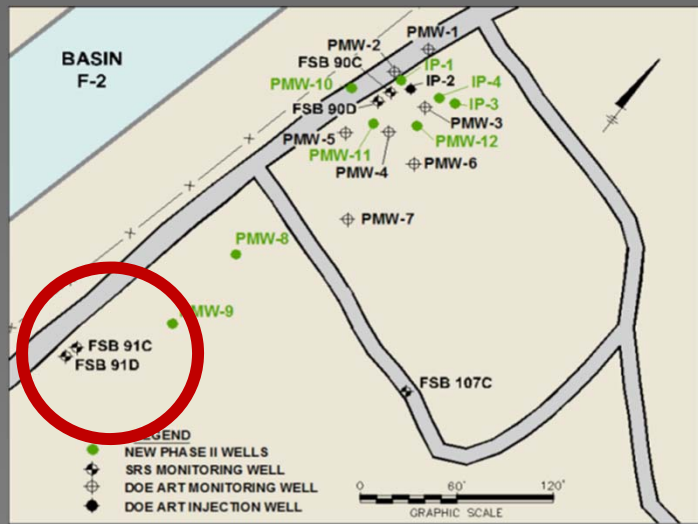 BASIN
F-2
PMW-1
PMW-2
FSB 90C
IP-1
PMW-10
IP-2
IP-4
FSB 90D
IP-3
PMW-3
PMW-5
PMW-12
PMW-11
PMW-4
PMW-6
PMW-7
PMW-8
PMW-9
FSB 91C
FSB 91D
FSB 107C
LEGEND
NEW PHASE II WELLS
SRS MONITORING WELL
DOE ART MONITORING WELL
DOE ART INJECTION WELL
0 60' 120'
GRAPHIC SCALE